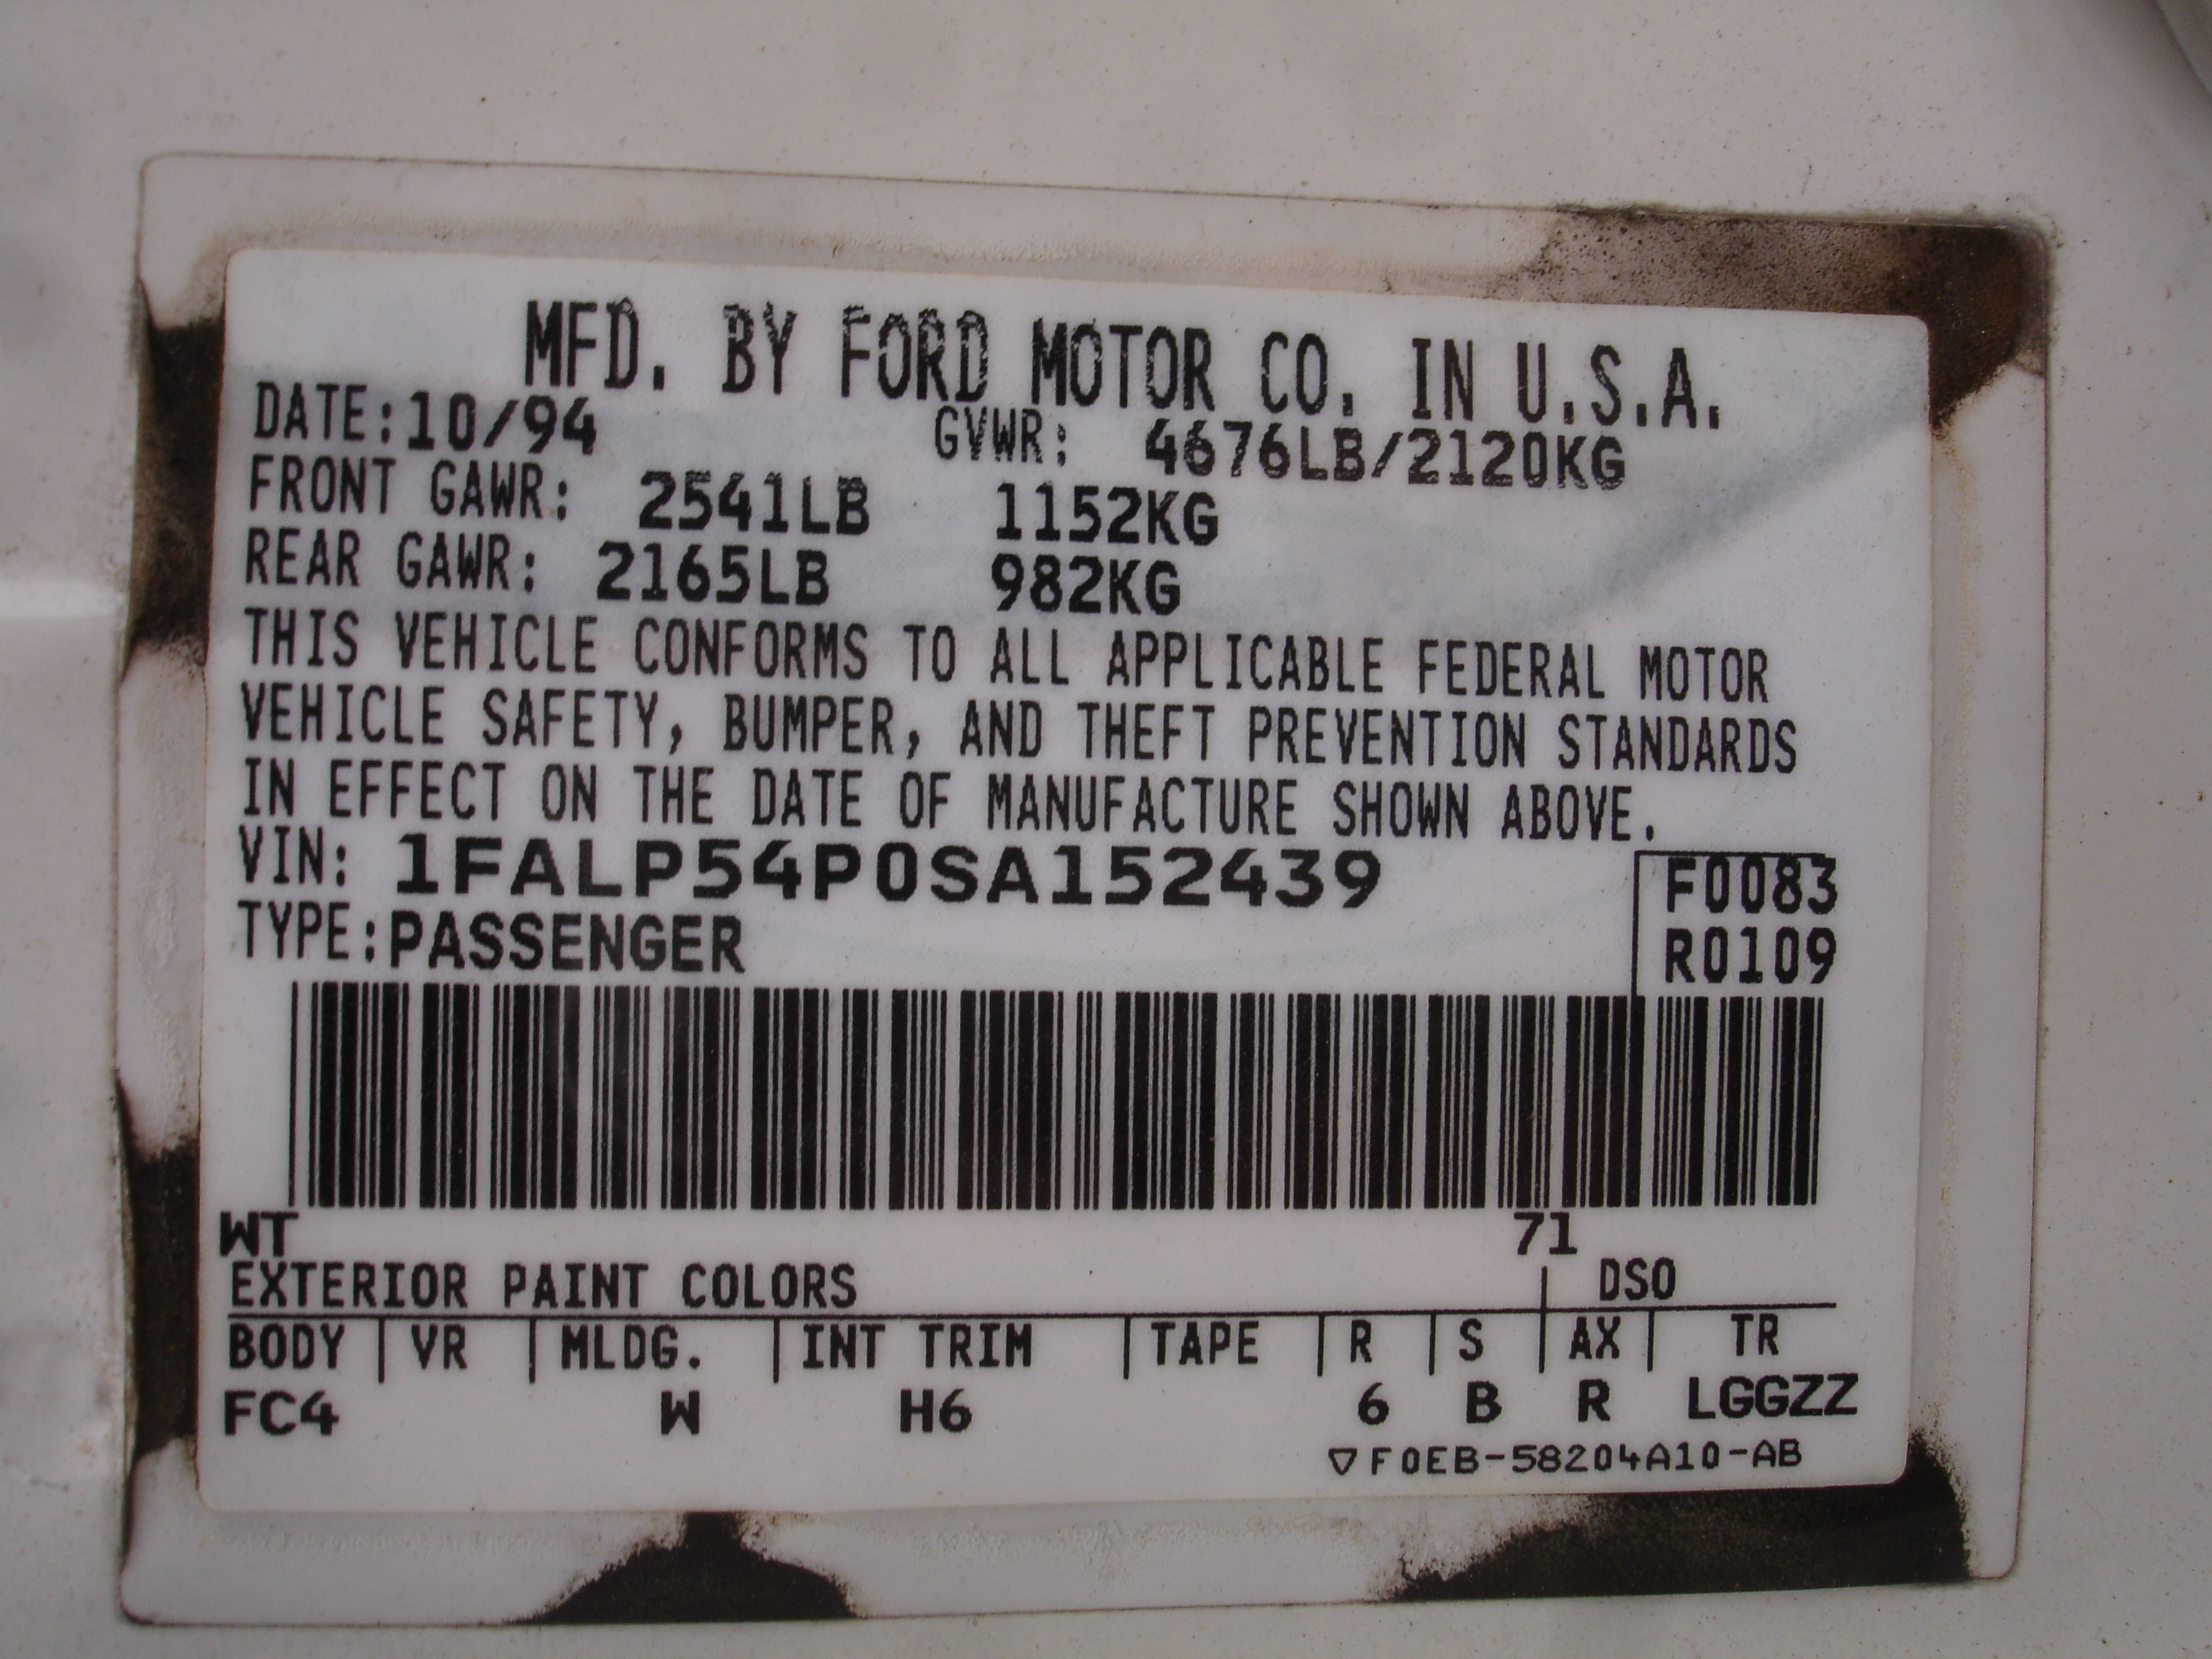 MFD. BY FORD MOTOR CO. IN U.S.A.
DATE:10/94 GVWR: 4676LB/2120KG
FRONT GAWR: 2541LB 1152KG
REAR GAWR: 2165LB 982KG
THIS VEHICLE CONFORMS TO ALL APPLICABLE FEDERAL MOTOR
VEHICLE SAFETY, BUMPER, AND THEFT PREVENTION STANDARDS
IN EFFECT ON THE DATE OF MANUFACTURE SHOWN ABOVE.
VIN: 1FALP54P0SA152439 F0083
TYPE:PASSENGER R0109
WT 71
EXTERIOR PAINT COLORS DSO
BODY VR MLDG. INT TRIM TAPE R S AX TR
FC4 W H6 6 B R LGGZZ
▽F0EB-58204A10-AB